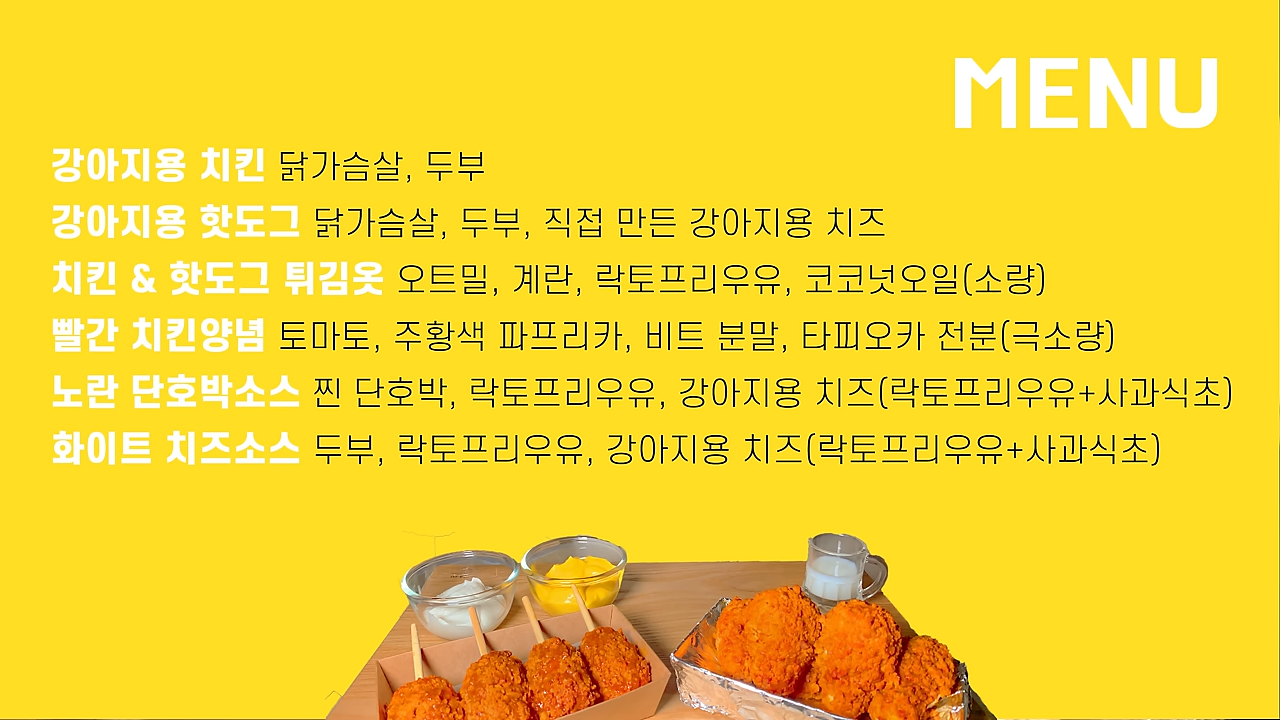 MENU
강아지용 치킨 닭가슴살, 두부
강아지용 핫도그 닭가슴살, 두부, 직접 만든 강아지용 치즈
치킨 & 핫도그 튀김옷 오트밀, 계란, 락토프리우유, 코코넛오일(소량)
빨간 치킨양념 토마토, 주황색 파프리카, 비트 분말, 타피오카 전분(극소량)
노란 단호박소스 찐 단호박, 락토프리우유, 강아지용 치즈(락토프리우유+사과식초)
화이트 치즈소스 두부, 락토프리우유, 강아지용 치즈(락토프리우유+사과식초)